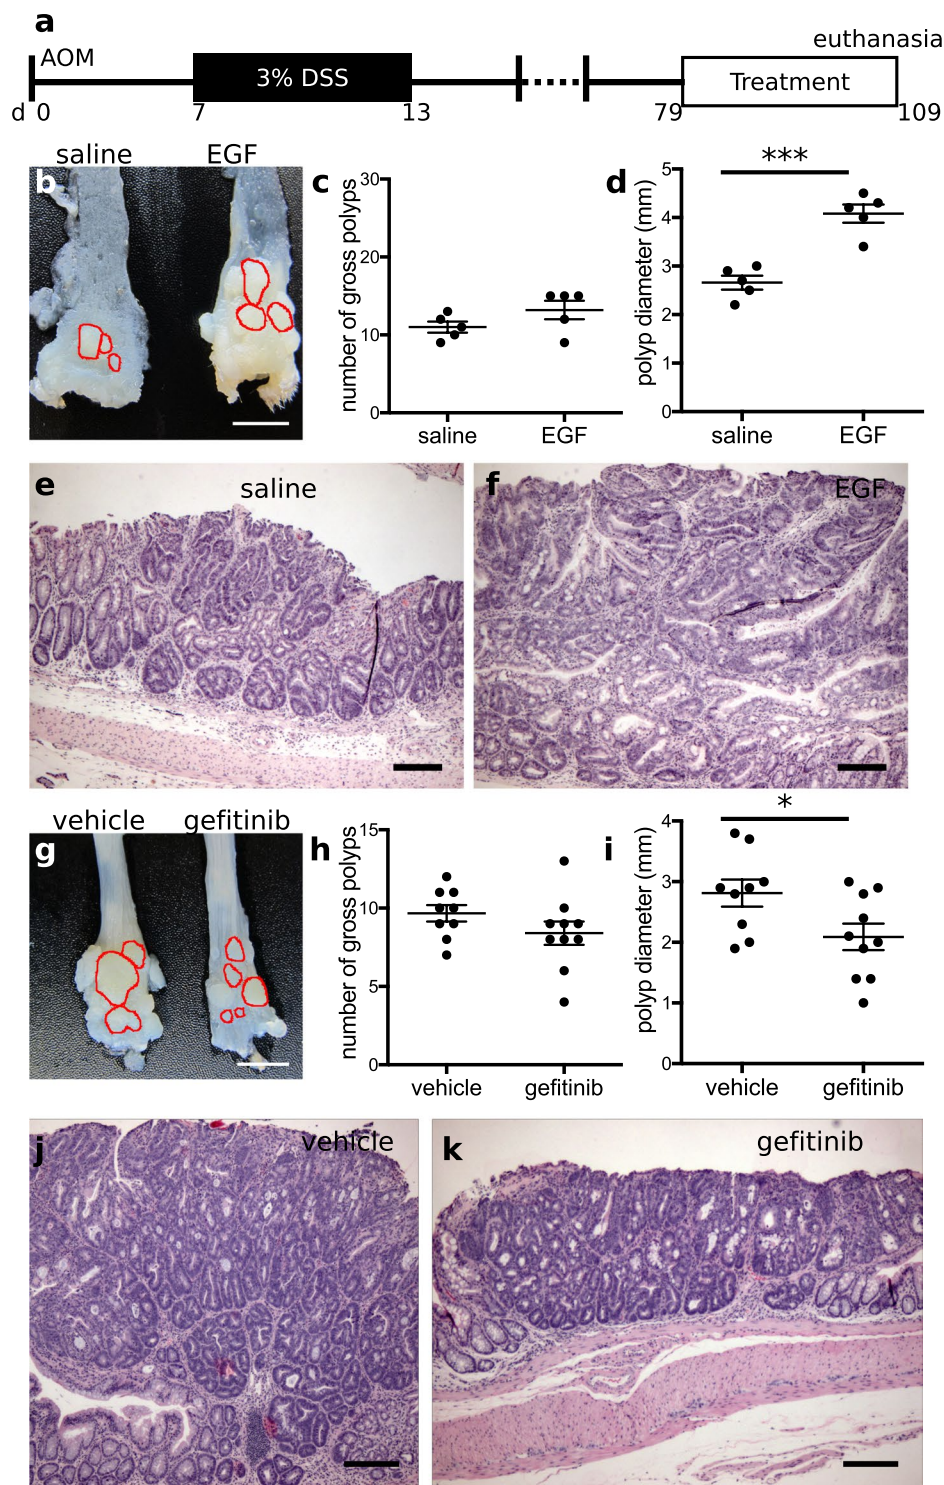 a
AOM
3% DSS
Treatment
euthanasia
d 0 7 13 79 109
saline EGF
b
c
number of gross polyps
30
20
10
0
saline EGF
d
polyp diameter (mm)
***
5
4
3
2
1
0
saline EGF
e
saline
f
EGF
vehicle gefitinib
g
h
number of gross polyps
15
10
5
0
vehicle gefitinib
i
polyp diameter (mm)
*
4
3
2
1
0
vehicle gefitinib
j
vehicle
k
gefitinib